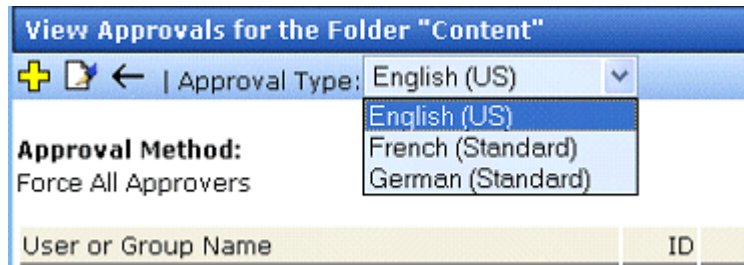 View Approvals for the Folder "Content"
| Approval Type: English (US)
English (US)
French (Standard)
German (Standard)
Approval Method:
Force All Approvers
User or Group Name ID